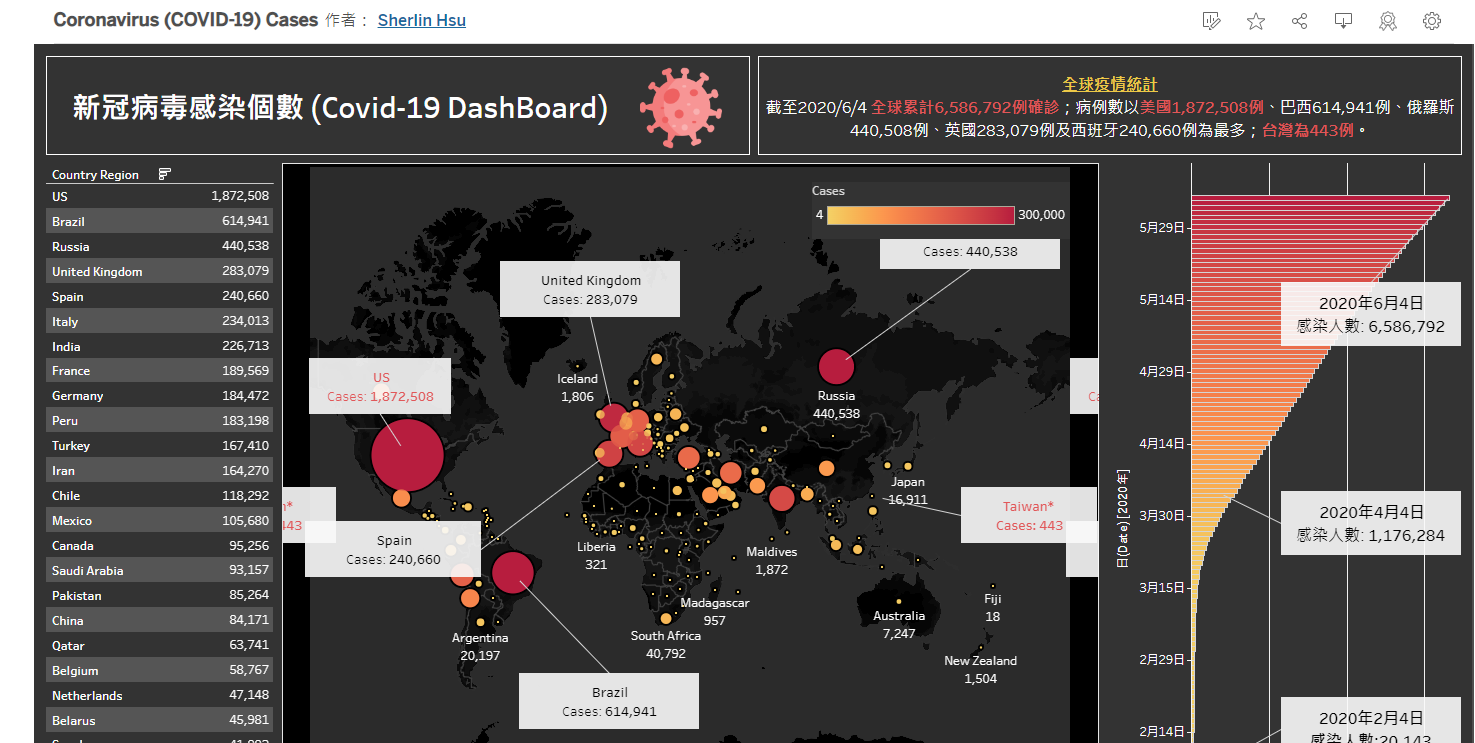 Coronavirus (COVID-19) Cases 作者： Sherlin Hsu
新冠病毒感染個數 (Covid-19 DashBoard)
全球疫情統計
截至2020/6/4 全球累計6,586,792例確診；病例數以美國1,872,508例、巴西614,941例、俄羅斯
440,508例、英國283,079例及西班牙240,660例為最多；台灣為443例。
Country Region
US 1,872,508
Brazil 614,941
Russia 440,538
United Kingdom 283,079
Spain 240,660
Italy 234,013
India 226,713
France 189,569
Germany 184,472
Peru 183,198
Turkey 167,410
Iran 164,270
Chile 118,292
Mexico 105,680
Canada 95,256
Saudi Arabia 93,157
Pakistan 85,264
China 84,171
Qatar 63,741
Belgium 58,767
Netherlands 47,148
Belarus 45,981
Cases
4 300,000
Cases: 440,538
United Kingdom
Cases: 283,079
US
Cases: 1,872,508
Iceland
1,806
Russia
440,538
Japan
16,911
n*
443
Taiwan*
Cases: 443
Spain
Cases: 240,660
Liberia
321
Maldives
1,872
Madagascar
957
Fiji
18
Australia
7,247
South Africa
40,792
Argentina
20,197
New Zealand
1,504
Brazil
Cases: 614,941
日(Date) [2020年]
5月29日
5月14日
4月29日
4月14日
3月30日
3月15日
2月29日
2月14日
2020年6月4日
感染人數: 6,586,792
2020年4月4日
感染人數: 1,176,284
2020年2月4日
感染人數:20,143